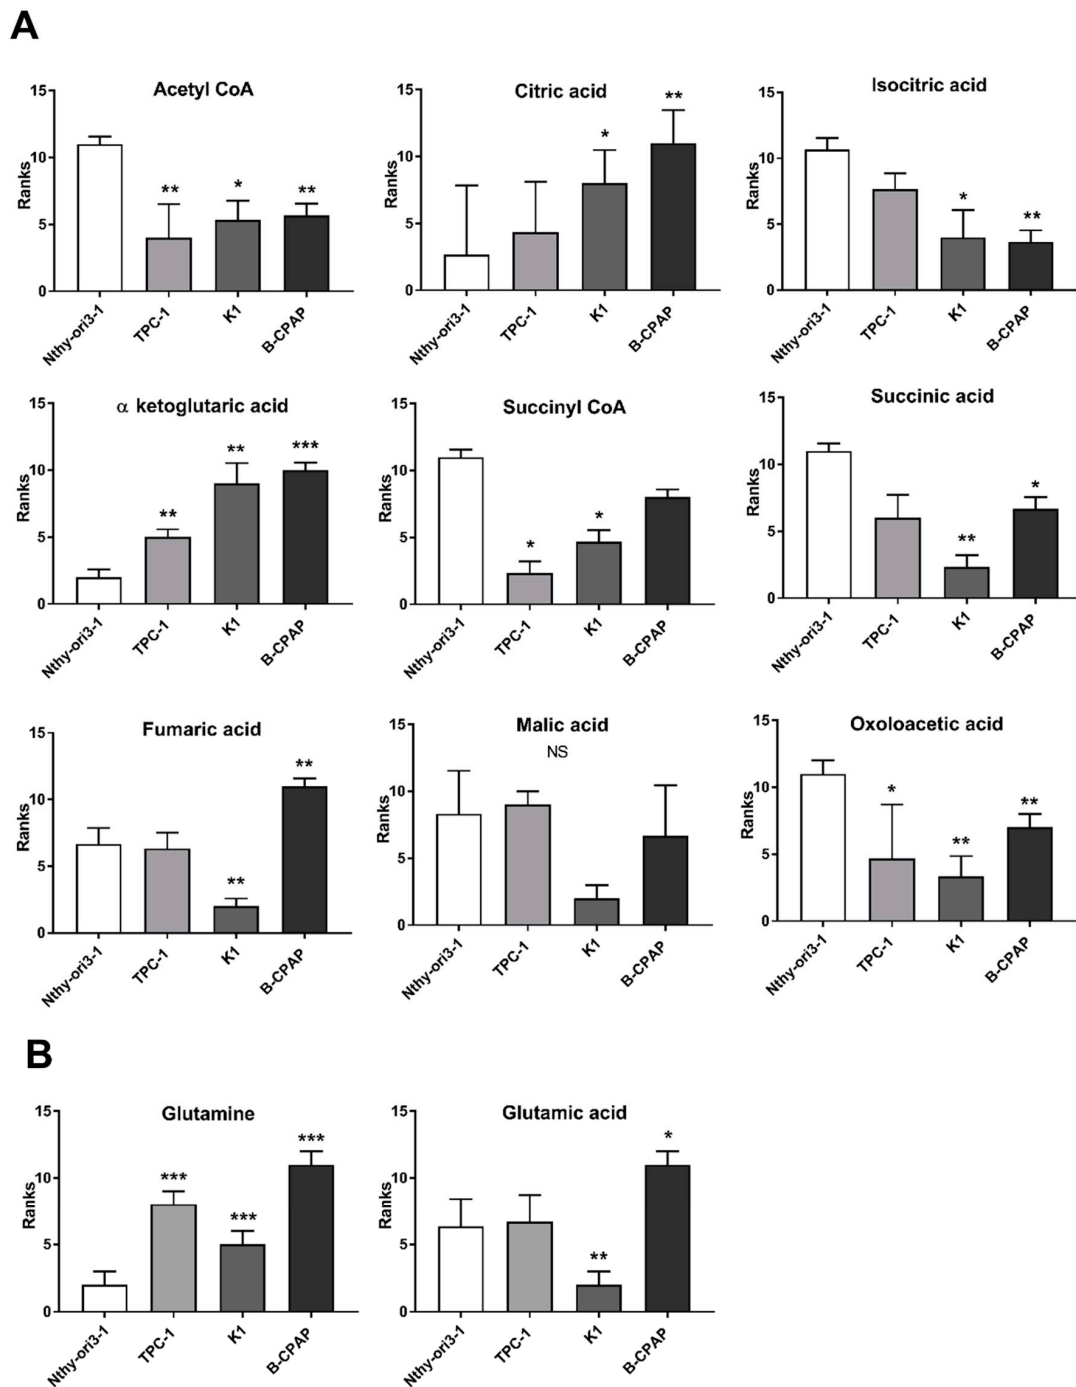 A
Acetyl CoA
Ranks
15
10
5
0
**
*
**
Nthy-ori3-1
TPC-1
K1
B-CPAP
Citric acid
Ranks
15
10
5
0
*
**
Nthy-ori3-1
TPC-1
K1
B-CPAP
Isocitric acid
Ranks
15
10
5
0
*
**
Nthy-ori3-1
TPC-1
K1
B-CPAP
α ketoglutaric acid
Ranks
15
10
5
0
**
**
***
Nthy-ori3-1
TPC-1
K1
B-CPAP
Succinyl CoA
Ranks
15
10
5
0
*
*
Nthy-ori3-1
TPC-1
K1
B-CPAP
Succinic acid
Ranks
15
10
5
0
**
*
Nthy-ori3-1
TPC-1
K1
B-CPAP
Fumaric acid
Ranks
15
10
5
0
**
**
Nthy-ori3-1
TPC-1
K1
B-CPAP
Malic acid
NS
Ranks
15
10
5
0
Nthy-ori3-1
TPC-1
K1
B-CPAP
Oxoloacetic acid
Ranks
15
10
5
0
*
**
**
Nthy-ori3-1
TPC-1
K1
B-CPAP
B
Glutamine
Ranks
15
10
5
0
***
***
***
Nthy-ori3-1
TPC-1
K1
B-CPAP
Glutamic acid
Ranks
15
10
5
0
**
*
Nthy-ori3-1
TPC-1
K1
B-CPAP